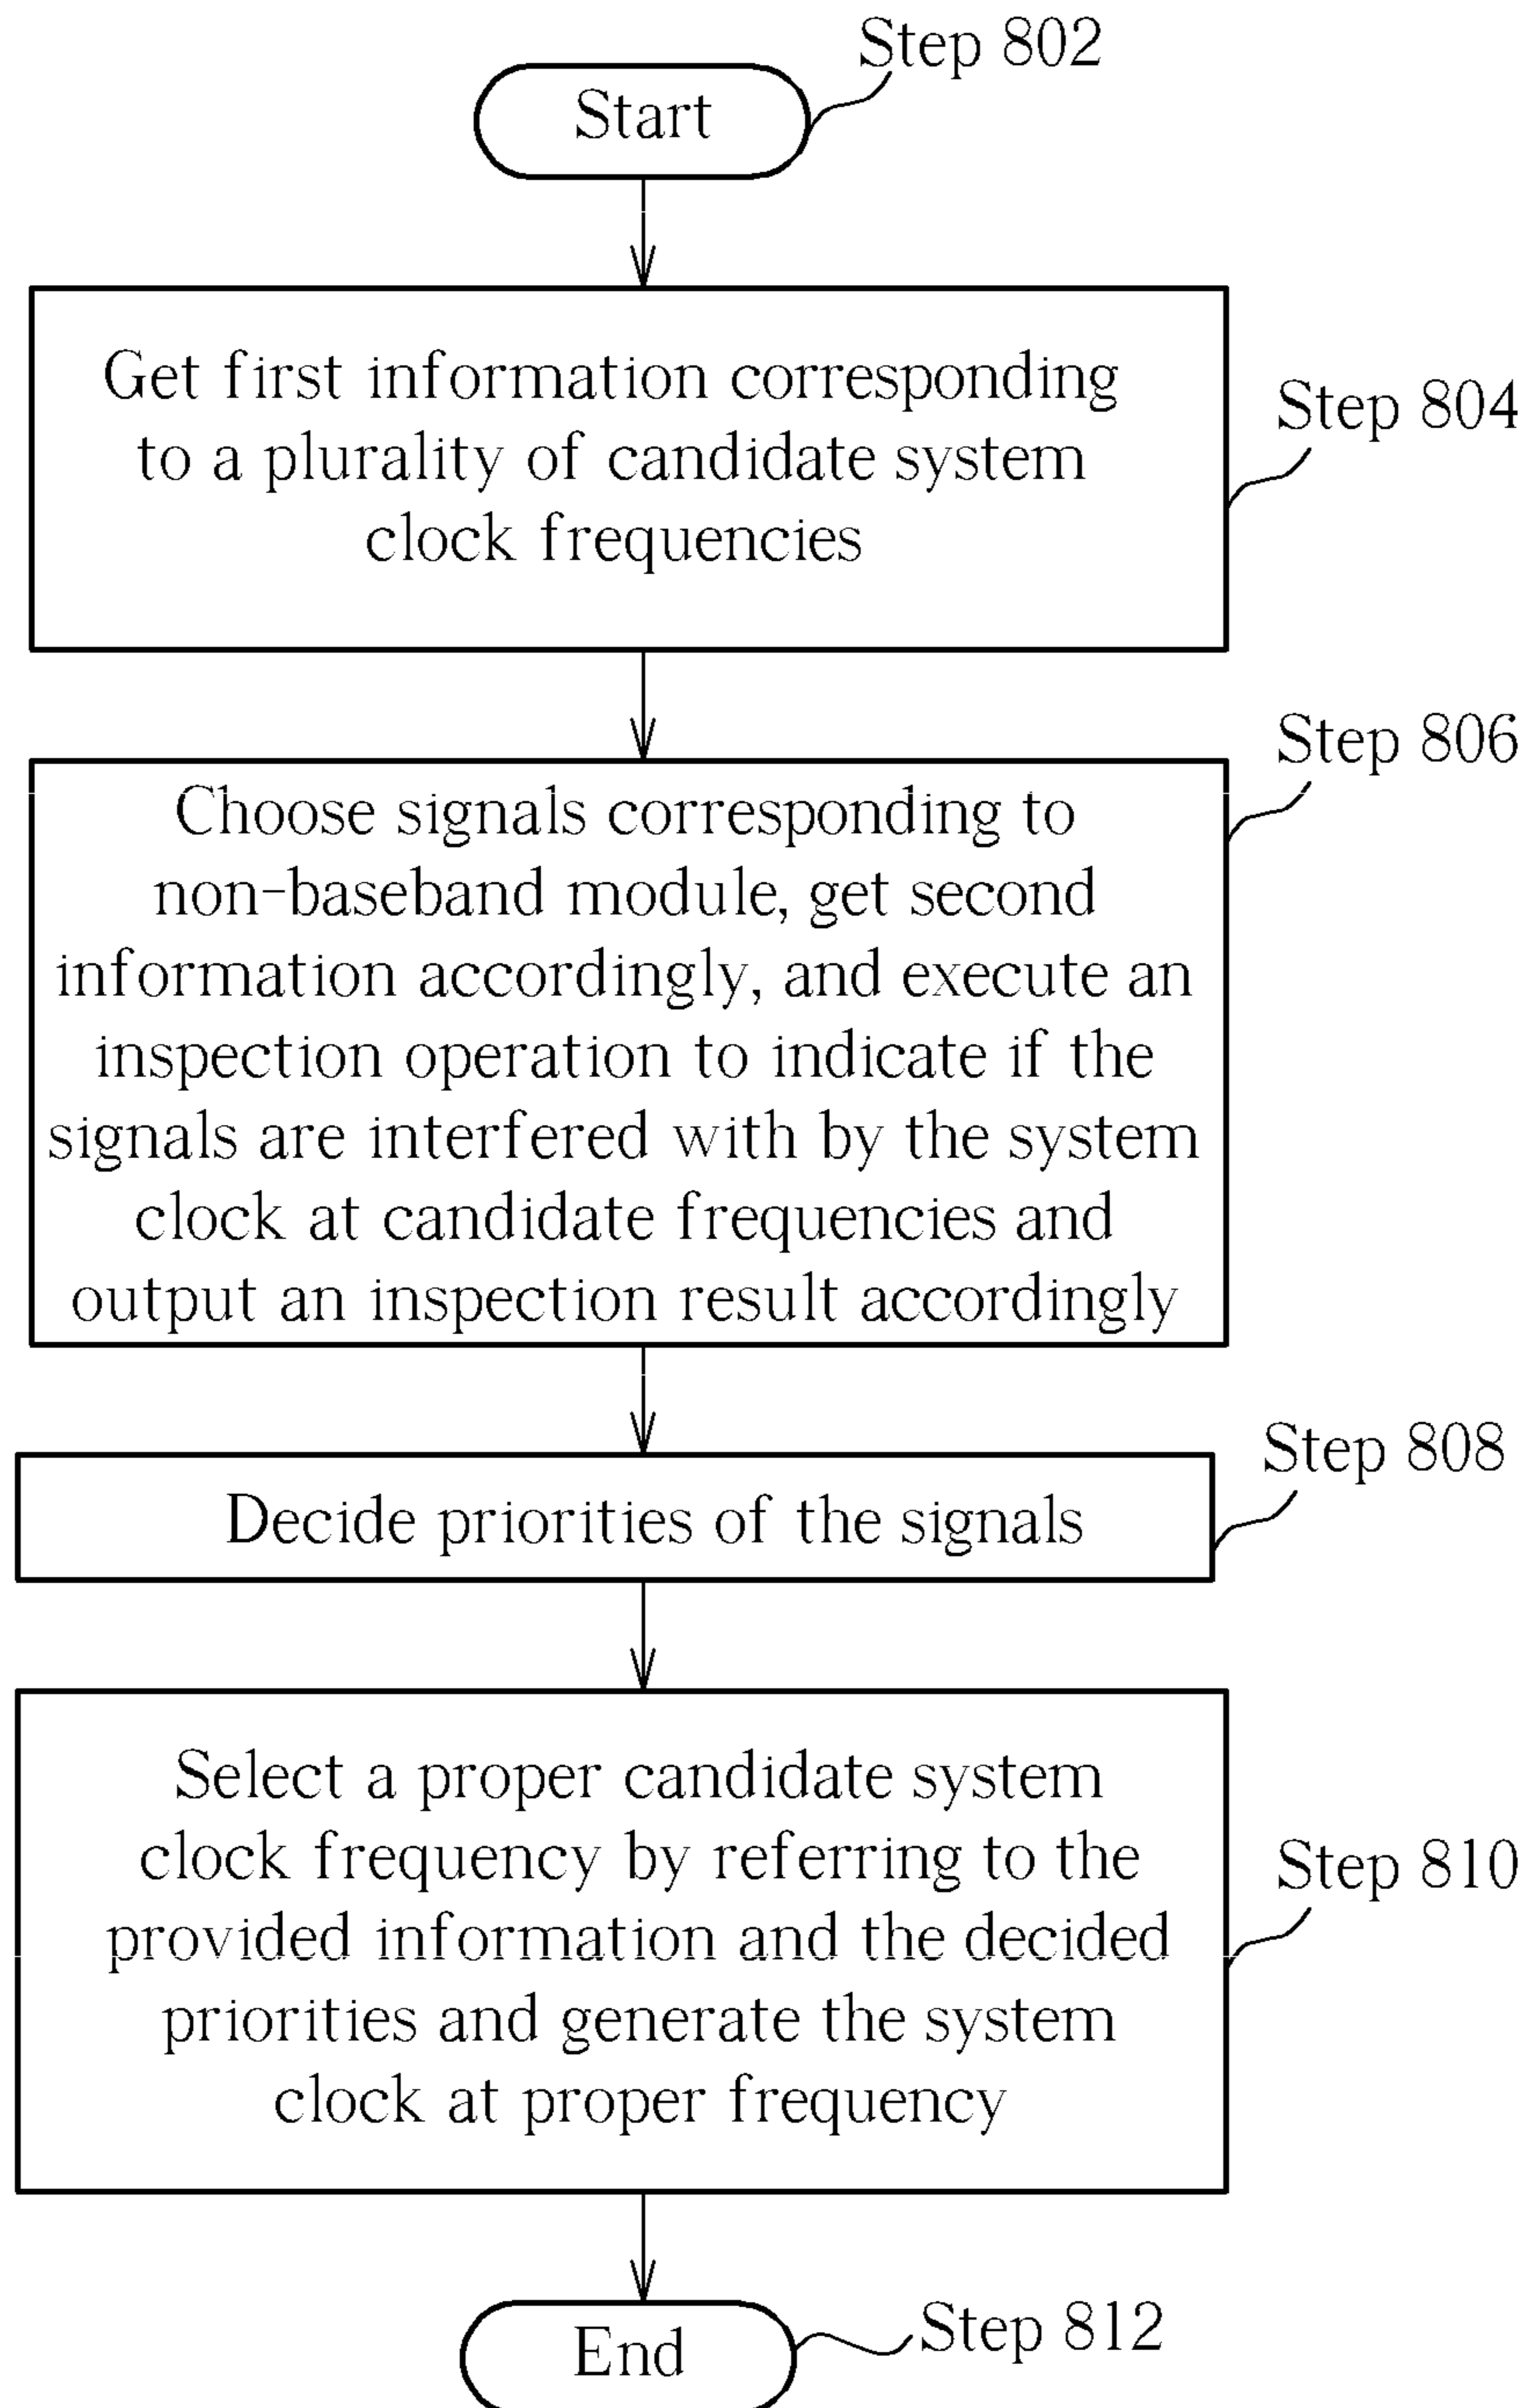 Step 802
Start
Get first information corresponding
to a plurality of candidate system
clock frequencies
Step 804
Step 806
Choose signals corresponding to
non-baseband module, get second
information accordingly, and execute an
inspection operation to indicate if the
signals are interfered with by the system
clock at candidate frequencies and
output an inspection result accordingly
Step 808
Decide priorities of the signals
Select a proper candidate system
clock frequency by referring to the
provided information and the decided
priorities and generate the system
clock at proper frequency
Step 810
End
Step 812